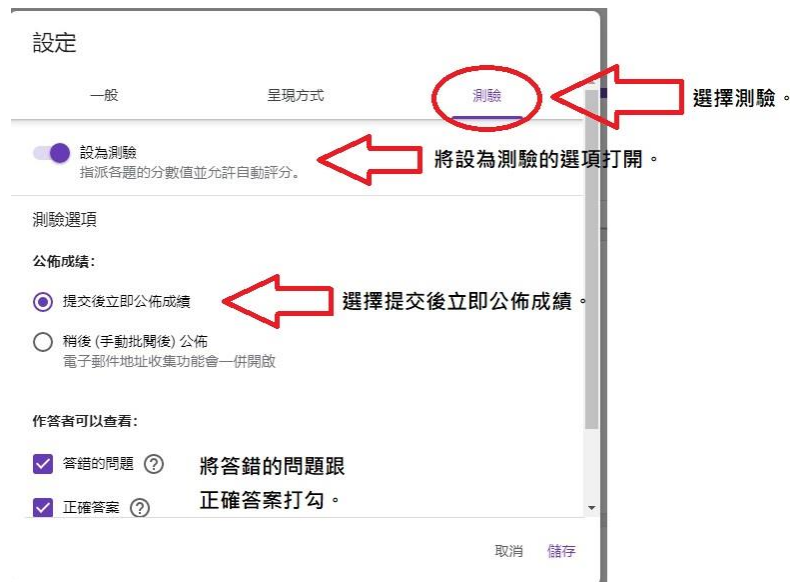 設定
一般
呈現方式
測驗
選擇測驗。
設為測驗
指派各題的分數值並允許自動評分。
將設為測驗的選項打開。
測驗選項
公佈成績:
提交後立即公佈成績
選擇提交後立即公佈成績。
稍後 (手動批閱後) 公佈
電子郵件地址收集功能會一併開啟
作答者可以查看:
答錯的問題 ?
將答錯的問題跟
正確答案 ?
正確答案打勾。
取消
儲存